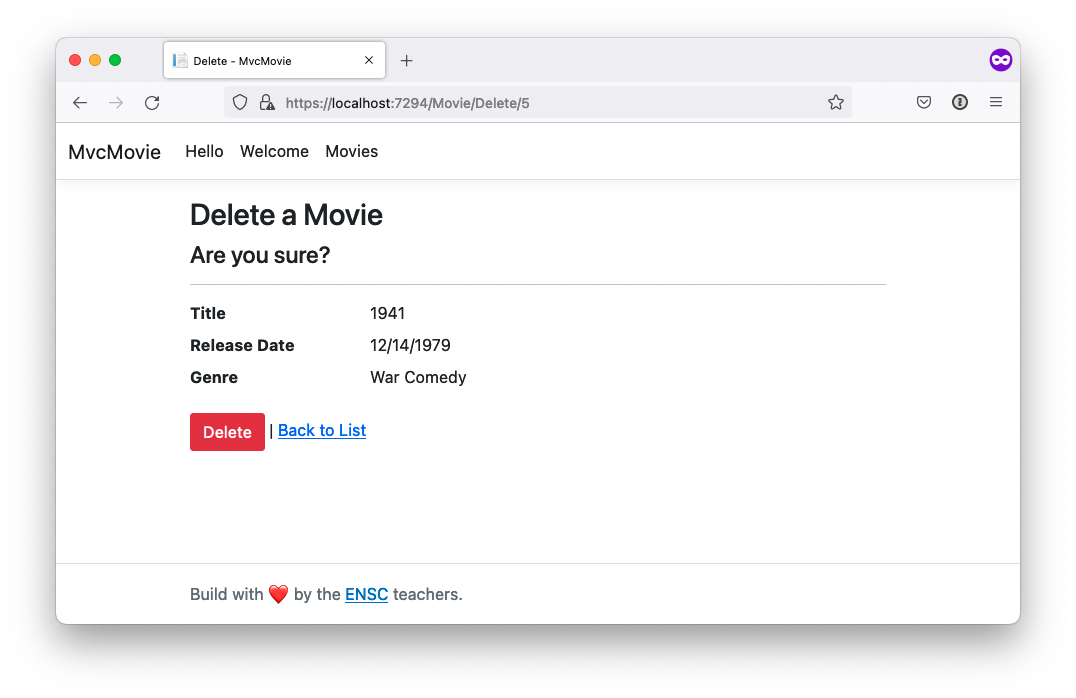 Delete - MvcMovie
https://localhost:7294/Movie/Delete/5
MvcMovie Hello Welcome Movies
Delete a Movie
Are you sure?
Title 1941
Release Date 12/14/1979
Genre War Comedy
Delete | Back to List
Build with ❤️ by the ENSC teachers.